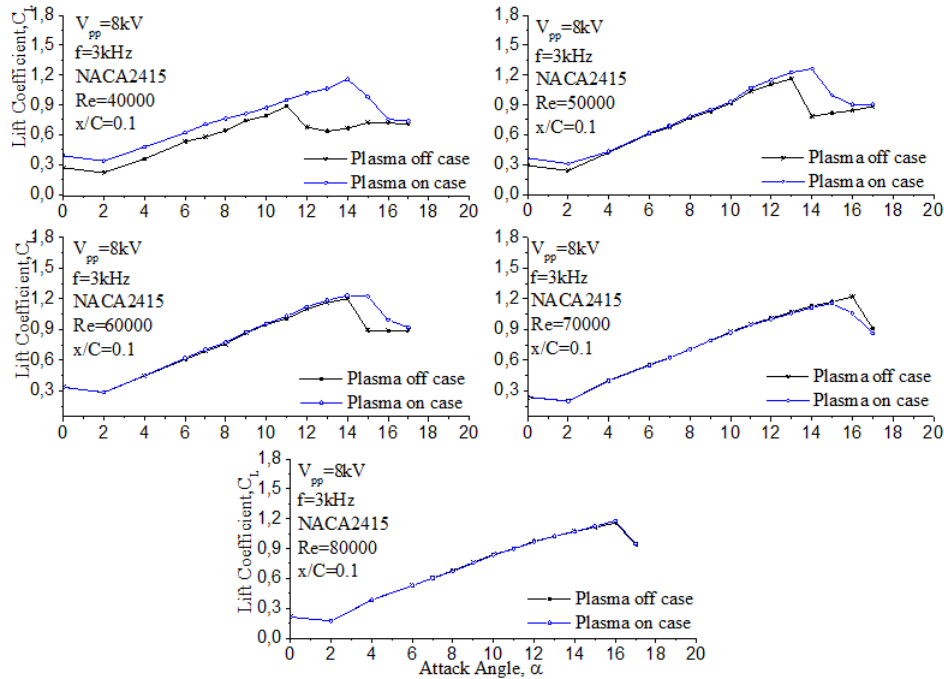 Lift Coefficient,C_L
1,8
1,5
1,2
0,9
0,6
0,3
0,0
V_pp=8kV
f=3kHz
NACA2415
Re=40000
x/C=0.1
Plasma off case
Plasma on case
0 2 4 6 8 10 12 14 16 18 20
Lift Coefficient,C_L
1,8
1,5
1,2
0,9
0,6
0,3
0,0
V_pp=8kV
f=3kHz
NACA2415
Re=50000
x/C=0.1
Plasma off case
Plasma on case
0 2 4 6 8 10 12 14 16 18 20
Lift Coefficient,C_L
1,8
1,5
1,2
0,9
0,6
0,3
V_pp=8kV
f=3kHz
NACA2415
Re=60000
x/C=0.1
Plasma off case
Plasma on case
0 2 4 6 8 10 12 14 16 18 20
Lift Coefficient,C_L
1,8
1,5
1,2
0,9
0,6
0,3
V_pp=8kV
f=3kHz
NACA2415
Re=70000
x/C=0.1
Plasma off case
Plasma on case
0 2 4 6 8 10 12 14 16 18 20
Lift Coefficient,C_L
1,8
1,5
1,2
0,9
0,6
0,3
0,0
V_pp=8kV
f=3kHz
NACA2415
Re=80000
x/C=0.1
Plasma off case
Plasma on case
0 2 4 6 8 10 12 14 16 18 20
Attack Angle, α